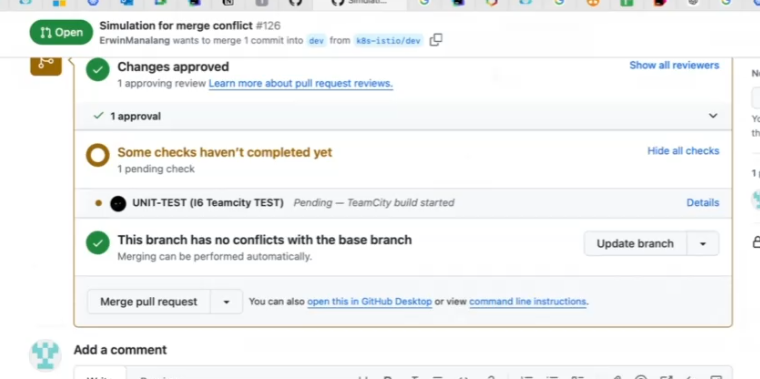 Open
Simulation for merge conflict #126
ErwinManalang wants to merge 1 commit into dev from k8s-istio/dev
Changes approved
Show all reviewers
1 approving review Learn more about pull request reviews.
1 approval
Some checks haven't completed yet
Hide all checks
1 pending check
UNIT-TEST (I6 Teamcity TEST) Pending — TeamCity build started
Details
This branch has no conflicts with the base branch
Update branch
Merging can be performed automatically.
Merge pull request
You can also open this in GitHub Desktop or view command line instructions.
Add a comment